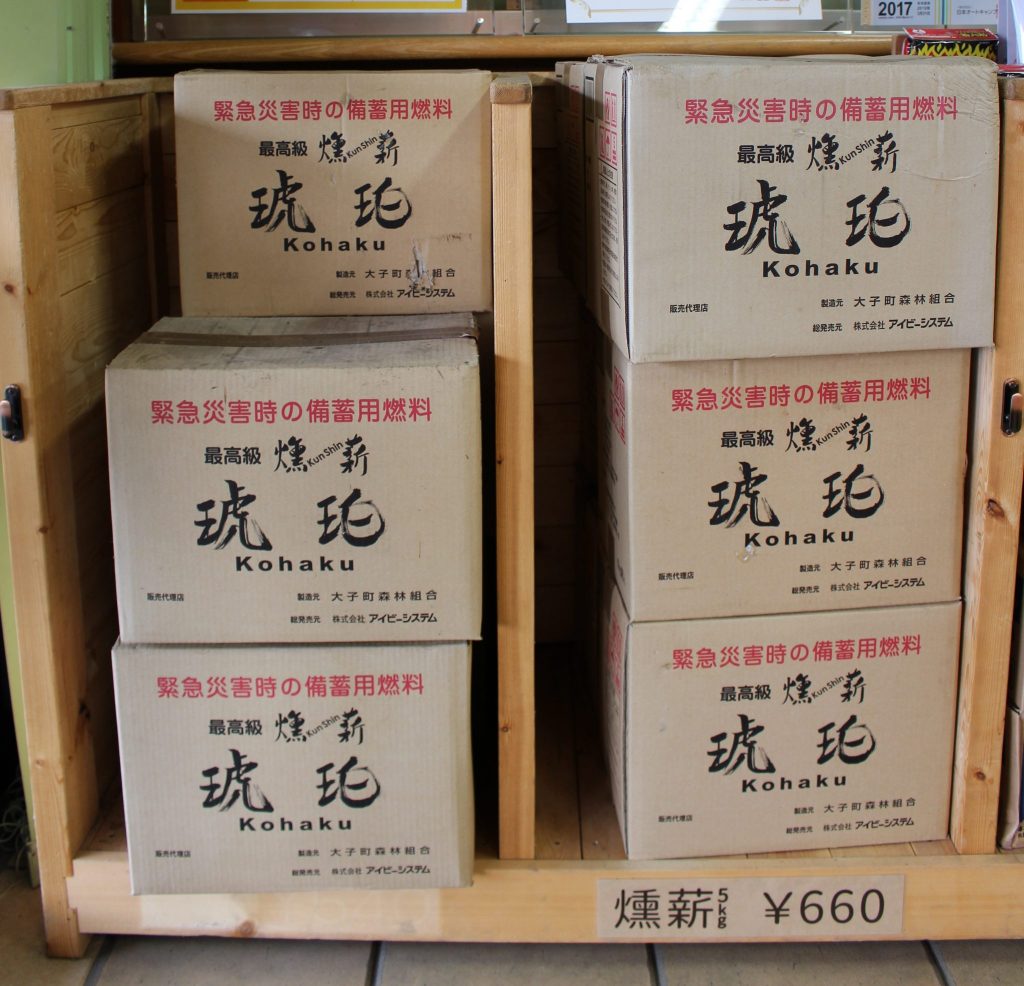 2017
緊急災害時の備蓄用燃料
最高級 燻薪 KunShin
琥珀
Kohaku
販売代理店
製造元 大子町森林組合
総発売元 株式会社 アイビーシステム
緊急災害時の備蓄用燃料
最高級 燻薪 KunShin
琥珀
Kohaku
販売代理店
製造元 大子町森林組合
総発売元 株式会社 アイビーシステム
緊急災害時の備蓄用燃料
最高級 燻薪 KunShin
琥珀
Kohaku
販売代理店
製造元 大子町森林組合
総発売元 株式会社 アイビーシステム
緊急災害時の備蓄用燃料
最高級 燻薪 KunShin
琥珀
Kohaku
販売代理店
製造元 大子町森林組合
総発売元 株式会社 アイビーシステム
緊急災害時の備蓄用燃料
最高級 燻薪 KunShin
琥珀
Kohaku
販売代理店
製造元 大子町森林組合
総発売元 株式会社 アイビーシステム
緊急災害時の備蓄用燃料
最高級 燻薪 KunShin
琥珀
Kohaku
販売代理店
製造元 大子町森林組合
総発売元 株式会社 アイビーシステム
燻薪 5kg ¥660